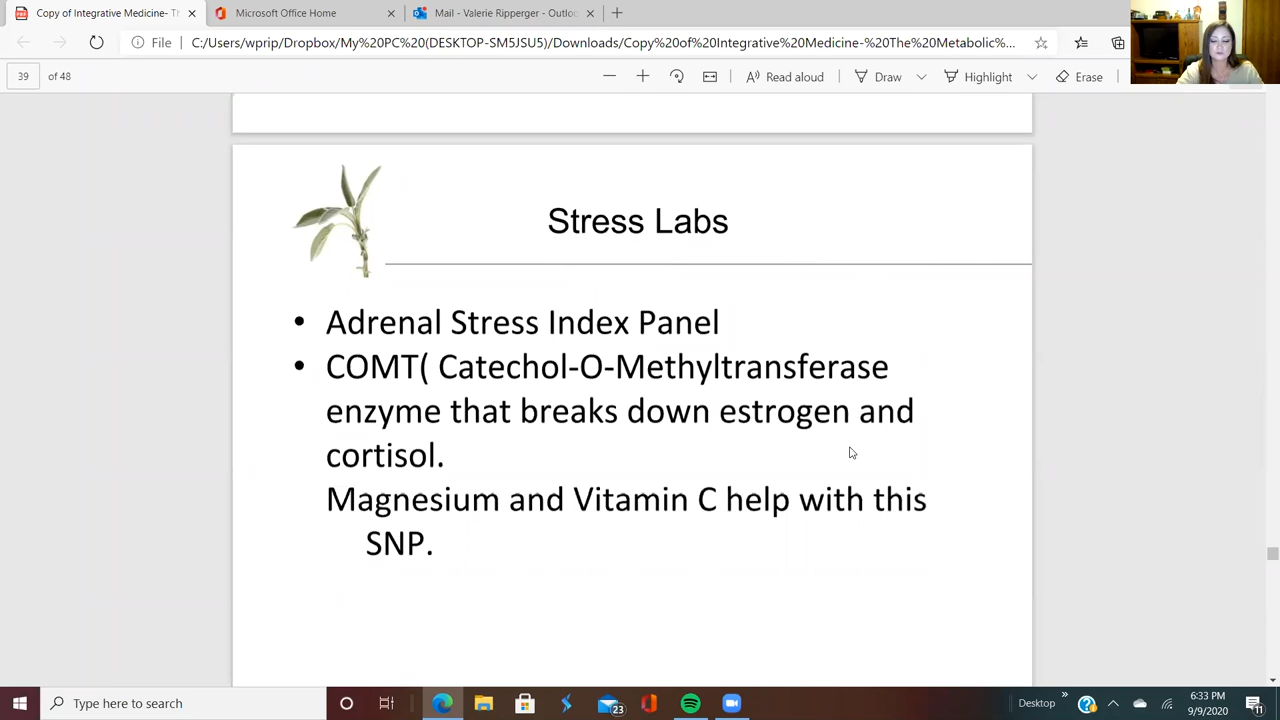 Copy of Integrative Medicine- Th
Microsoft Office Home
Mail - Valerie Ripperger - Outloo
File
C:/Users/wprip/Dropbox/My%20PC%20(DESKTOP-SM5JSU5)/Downloads/Copy%20of%20Integrative%20Medicine-%20The%20Metabolic%...
39 of 48
Read aloud
Draw
Highlight
Erase
Stress Labs
• Adrenal Stress Index Panel
• COMT( Catechol-O-Methyltransferase
enzyme that breaks down estrogen and
cortisol.
Magnesium and Vitamin C help with this
SNP.
Type here to search
23
Desktop
6:33 PM
9/9/2020
11